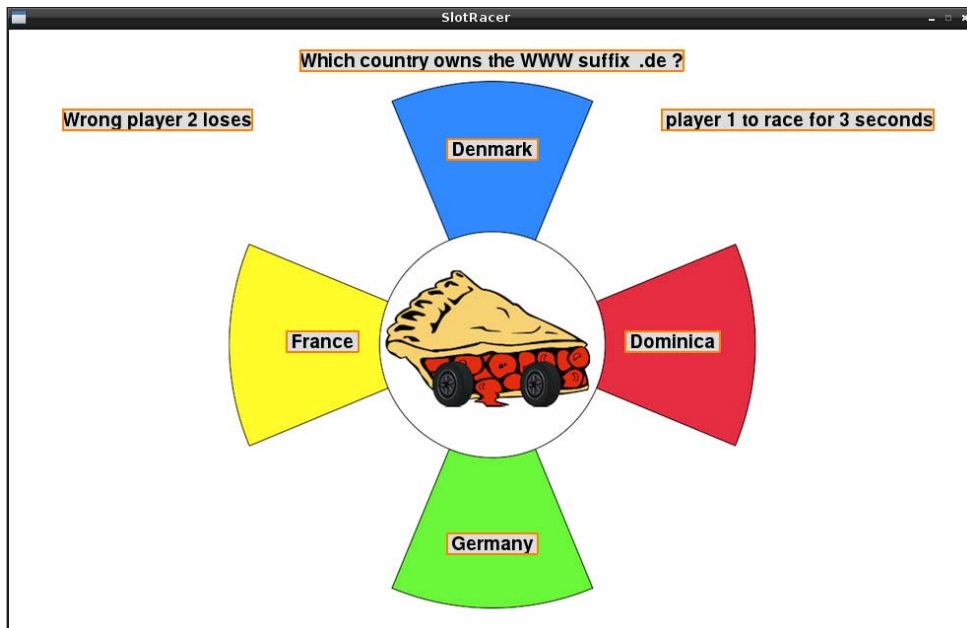 SlotRacer
Which country owns the WWW suffix .de ?
Wrong player 2 loses
player 1 to race for 3 seconds
Denmark
France
Dominica
Germany